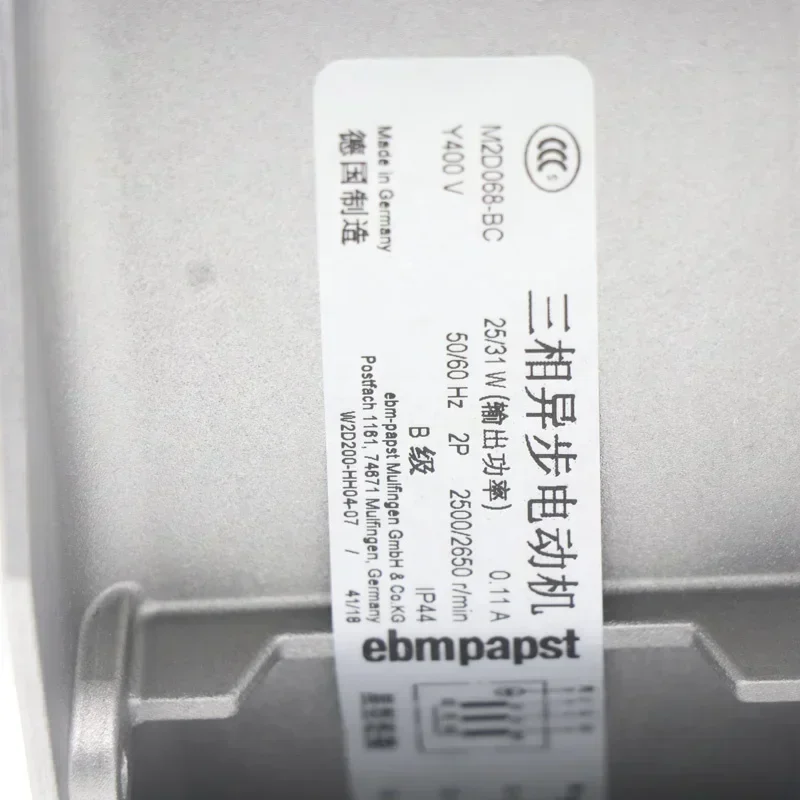 CCC S
三相异步电动机
M2D068-BC 25/31 W (输出功率) 0.11 A
Y400 V 50/60 Hz 2P 2500/2650 r/min
B 级 IP44
Made in Germany
德国制造
ebm-papst Mulfingen GmbH & Co.KG
Postfach 1161, 74671 Mulfingen, Germany
W2D200-HH04-07 / 41/18
ebmpapst